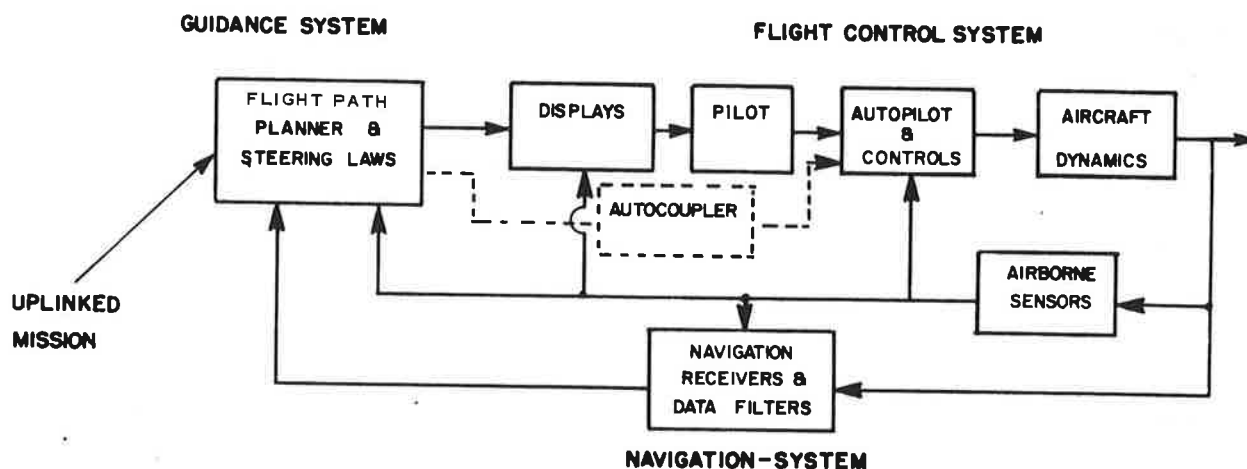 GUIDANCE SYSTEM
FLIGHT CONTROL SYSTEM
FLIGHT PATH
PLANNER &
STEERING LAWS
DISPLAYS
PILOT
AUTOPILOT
&
CONTROLS
AIRCRAFT
DYNAMICS
AUTOCOUPLER
UPLINKED
MISSION
AIRBORNE
SENSORS
NAVIGATION
RECEIVERS &
DATA FILTERS
NAVIGATION-SYSTEM